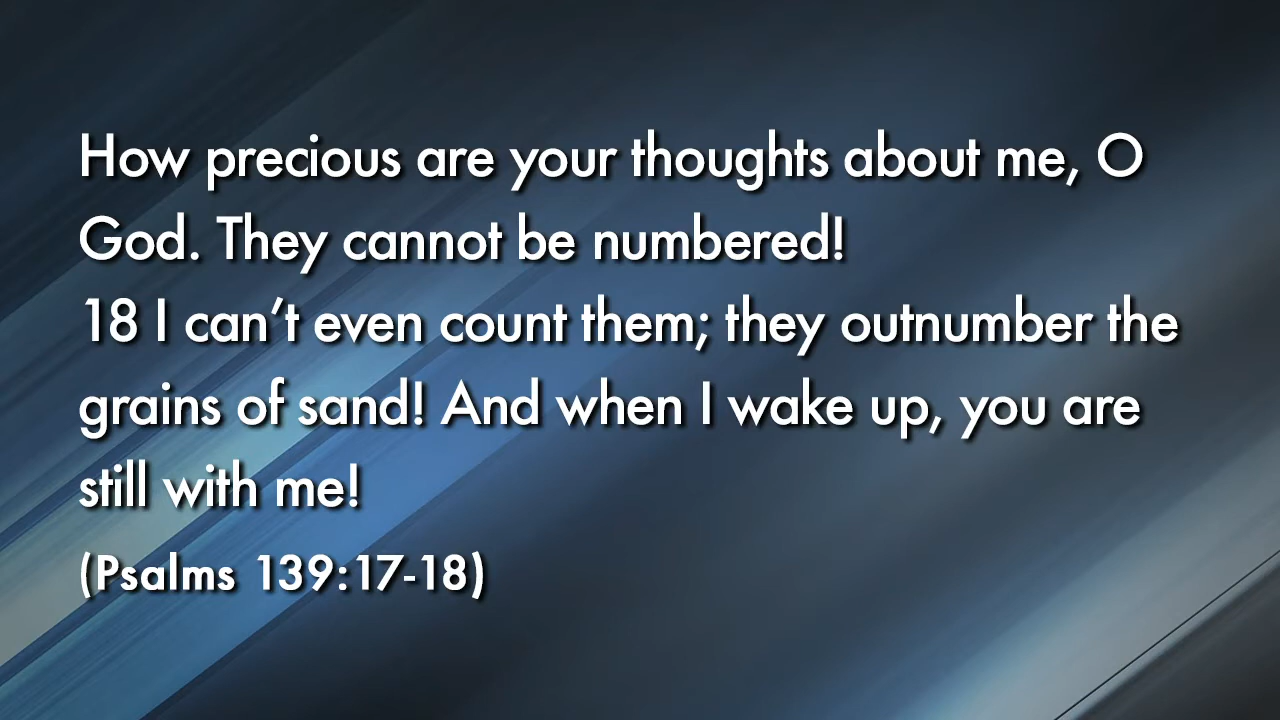 How precious are your thoughts about me, O
God. They cannot be numbered!
18 I can’t even count them; they outnumber the
grains of sand! And when I wake up, you are
still with me!
(Psalms 139:17-18)